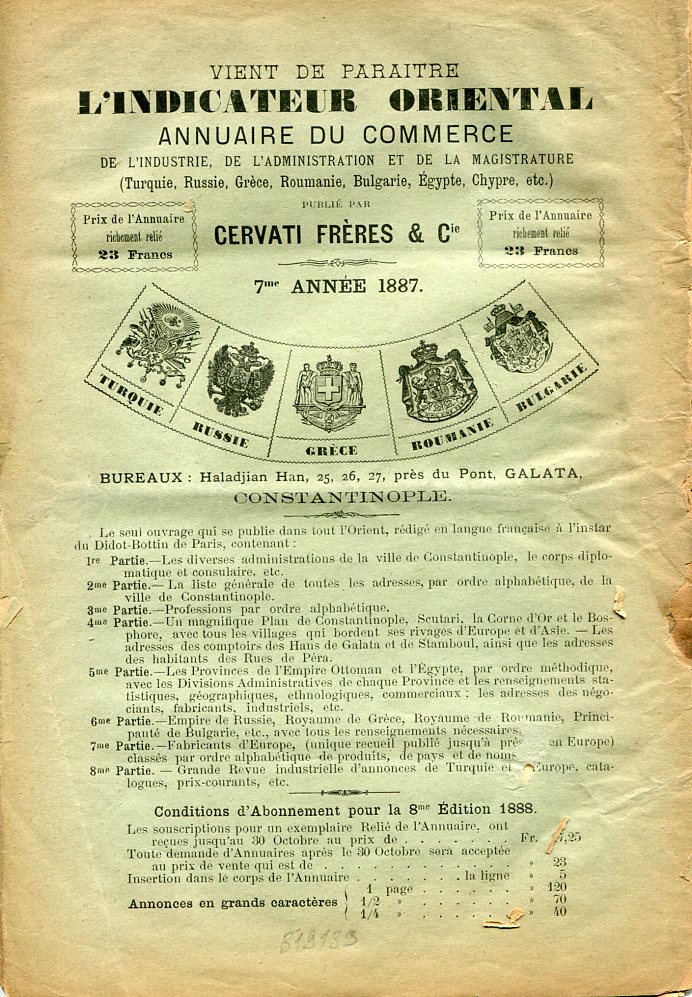 VIENT DE PARAITRE
L'INDICATEUR ORIENTAL
ANNUAIRE DU COMMERCE
DE L'INDUSTRIE, DE L'ADMINISTRATION ET DE LA MAGISTRATURE
(Turquie, Russie, Grèce, Roumanie, Bulgarie, Égypte, Chypre, etc.)
PUBLIÉ PAR
Prix de l'Annuaire
richement relié
23 Francs
CERVATI FRÈRES & Cie
Prix de l'Annuaire
richement relié
23 Francs
7me ANNÉE 1887.
TURQUIE
RUSSIE
GRÈCE
ROUMANIE
BULGARIE
BUREAUX : Haladjian Han, 25, 26, 27, près du Pont, GALATA,
CONSTANTINOPLE.
Le seul ouvrage qui se publie dans tout l'Orient, rédigé en langue française à l'instar
du Didot-Bottin de Paris, contenant :
1re Partie.—Les diverses administrations de la ville de Constantinople, le corps diplo-
matique et consulaire, etc.
2me Partie.— La liste générale de toutes les adresses, par ordre alphabétique, de la
ville de Constantinople.
3me Partie.—Professions par ordre alphabétique.
4me Partie.—Un magnifique Plan de Constantinople, Scutari, la Corne d'Or et le Bos-
phore, avec tous les villages qui bordent ses rivages d'Europe et d'Asie. — Les
adresses des comptoirs des Hans de Galata et de Stamboul, ainsi que les adresses
des habitants des Rues de Péra.
5me Partie.—Les Provinces de l'Empire Ottoman et l'Égypte, par ordre méthodique,
avec les Divisions Administratives de chaque Province et les renseignements sta-
tistiques, géographiques, ethnologiques, commerciaux ; les adresses des négo-
ciants, fabricants, industriels, etc.
6me Partie.—Empire de Russie, Royaume de Grèce, Royaume de Roumanie, Princi-
pauté de Bulgarie, etc., avec tous les renseignements nécessaires.
7me Partie.—Fabricants d'Europe, (unique recueil publié jusqu'à en Europe)
classés par ordre alphabétique de produits, de pays et de noms
8me Partie. — Grande Revue industrielle d'annonces de Turquie et Europe, cata-
logues, prix-courants, etc.
Conditions d'Abonnement pour la 8me Édition 1888.
Les souscriptions pour un exemplaire Relié de l'Annuaire, ont
reçues jusqu'au 30 Octobre au prix de . . . . . . Fr.
Toute demande d'Annuaires après le 30 Octobre sera acceptée
au prix de vente qui est de . . . . . . . . . . » 23
Insertion dans le corps de l'Annuaire . . . . . . . la ligne » 5
Annonces en grands caractères
1 page . . . . . . » 120
1/2 » . . . . . . » 70
1/4 » . . . . . . » 40